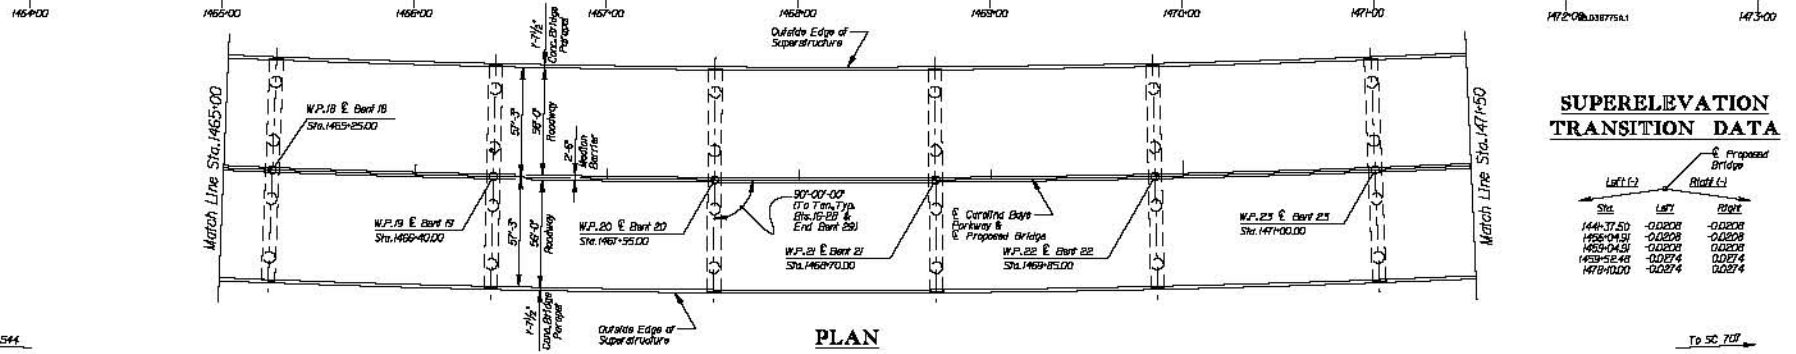 1464+00
1465+00
1466+00
1467+00
1468+00
1469+00
1470+00
1471+00
1473+00
1'-7½"
Conc. Bridge
Parapet
Outside Edge of
Superstructure
Match Line Sta. 1465+00
W.P. 18 ℄ Bent 18
Sta. 1465+25.00
57'-3"
56'-0"
Roadway
2'-6"
Median
Barrier
W.P. 19 ℄ Bent 19
Sta. 1466+40.00
W.P. 20 ℄ Bent 20
Sta. 1467+55.00
90°-00'-00"
(To Tan., Typ.
End Bent 29)
W.P. 21 ℄ Bent 21
Sta. 1468+70.00
℄ Carolina Bays
Parkway &
℄ Proposed Bridge
W.P. 22 ℄ Bent 22
Sta. 1469+85.00
W.P. 23 ℄ Bent 23
Sta. 1471+00.00
Match Line Sta. 1471+50
57'-3"
56'-0"
Roadway
1'-7½"
Conc. Bridge
Parapet
Outside Edge of
Superstructure
PLAN
SUPERELEVATION
TRANSITION DATA
℄ Proposed
Bridge
Left (-)
Right (-)
Sta. Left Right
1441+37.50 -0.0208 -0.0208
-0.0208 -0.0208
1459+04.91 -0.0208 -0.0208
1459+52.48 -0.0274 0.0274
1478+10.00 -0.0274 0.0274
544
To SC 707